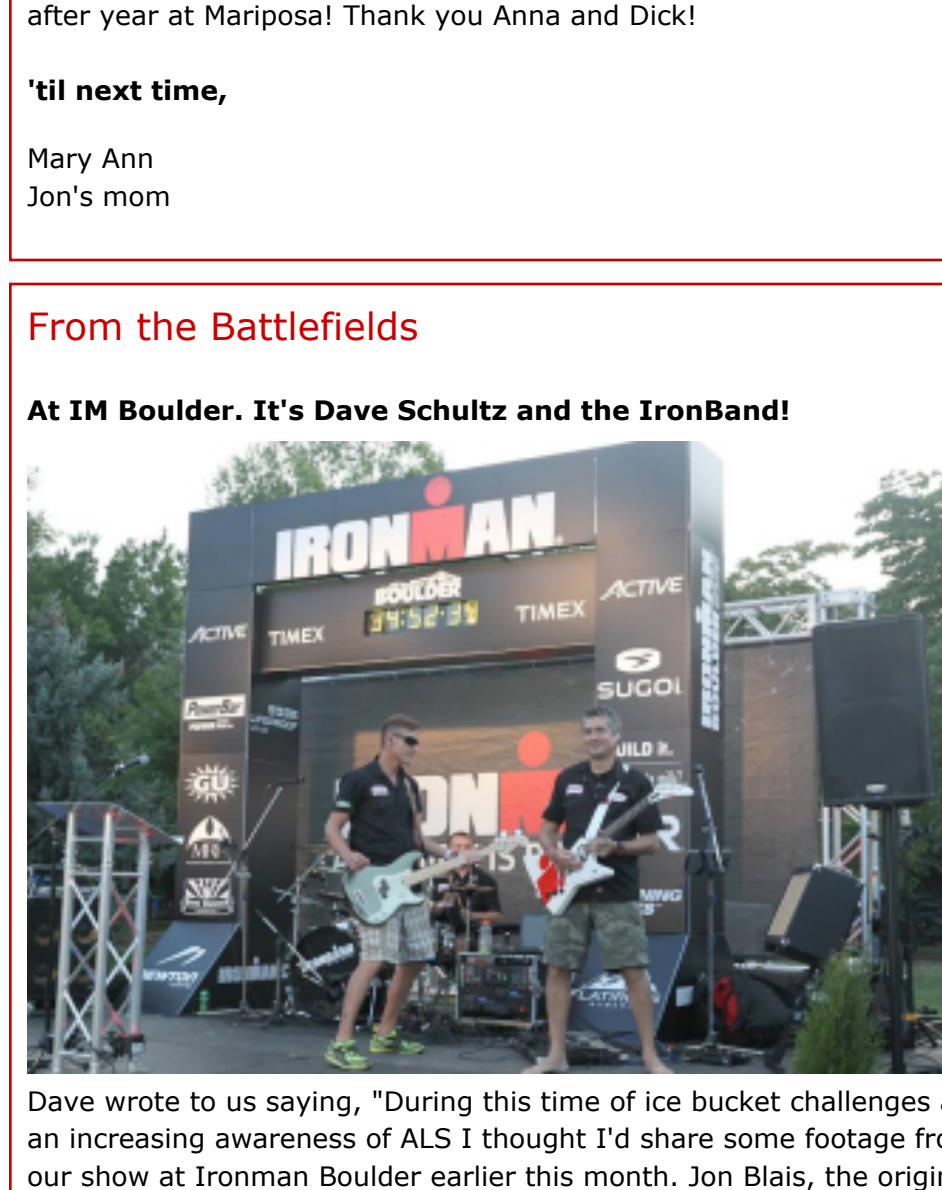 after year at Mariposa! Thank you Anna and Dick!
'til next time,
Mary Ann
Jon's mom
From the Battlefields
At IM Boulder. It's Dave Schultz and the IronBand!
IRONMAN
BOULDER
ACTIVE
TIMEX
TIMEX
ACTIVE
SUGOI
PowerBar
GU
Dave wrote to us saying, "During this time of ice bucket challenges
an increasing awareness of ALS I thought I'd share some footage
our show at Ironman Boulder earlier this month. Jon Blais, the